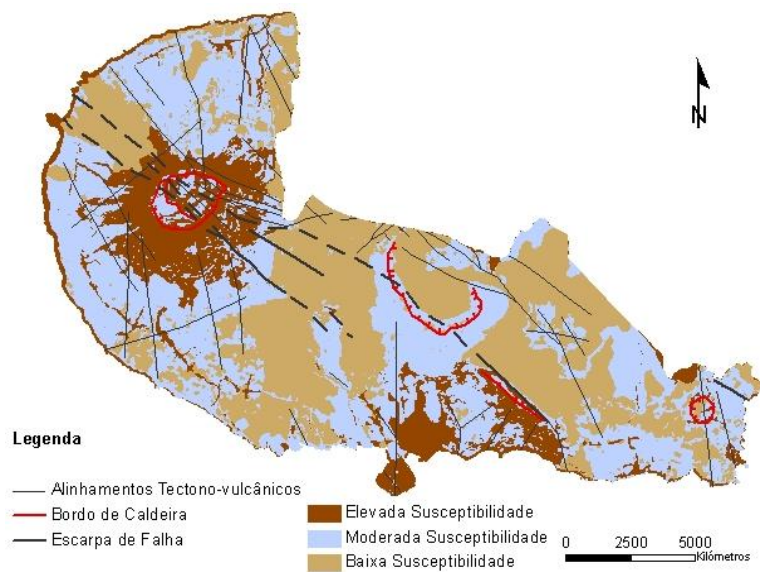 N
Legenda
Alinhamentos Tectono-vulcânicos
Bordo de Caldeira
Escarpa de Falha
Elevada Susceptibilidade
Moderada Susceptibilidade
Baixa Susceptibilidade
0 2500 5000
Kilómtros